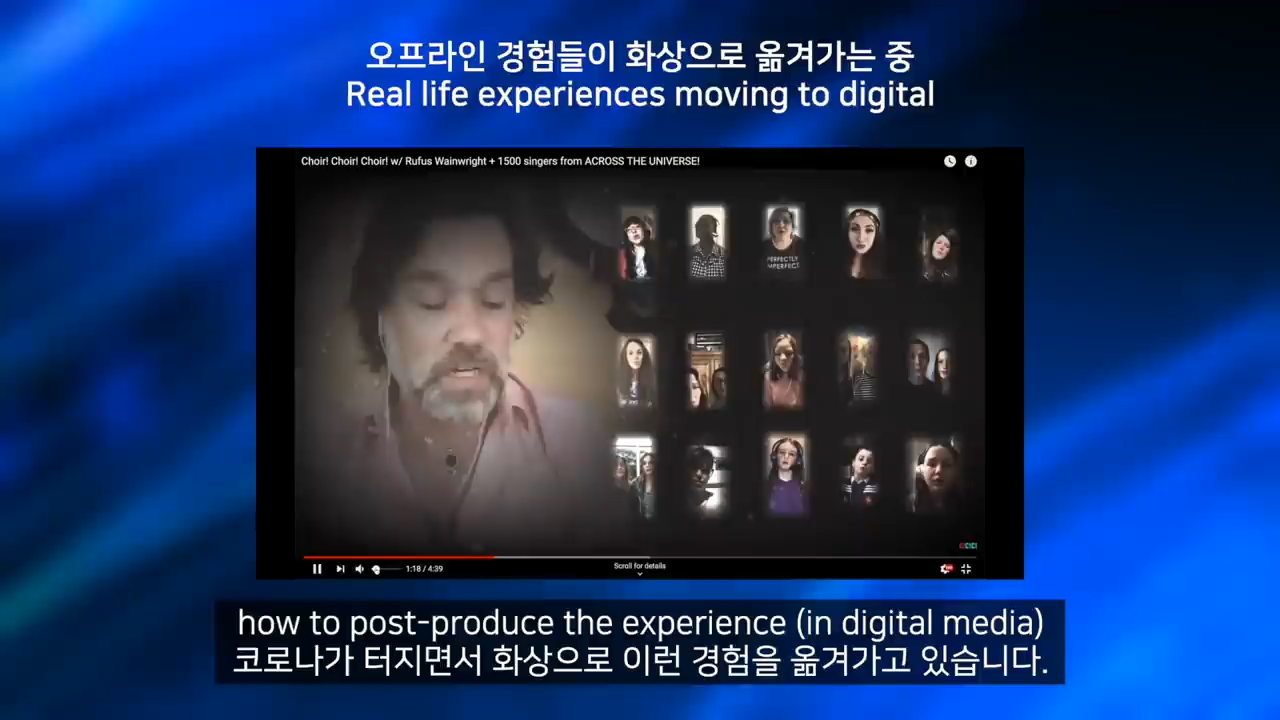 오프라인 경험들이 화상으로 옮겨가는 중
Real life experiences moving to digital
Choir! Choir! Choir! w/ Rufus Wainwright + 1500 singers from ACROSS THE UNIVERSE!
PERFECTLY
IMPERFECT
1:18 / 4:39
Scroll for details
how to post-produce the experience (in digital media)
코로나가 터지면서 화상으로 이런 경험을 옮겨가고 있습니다.